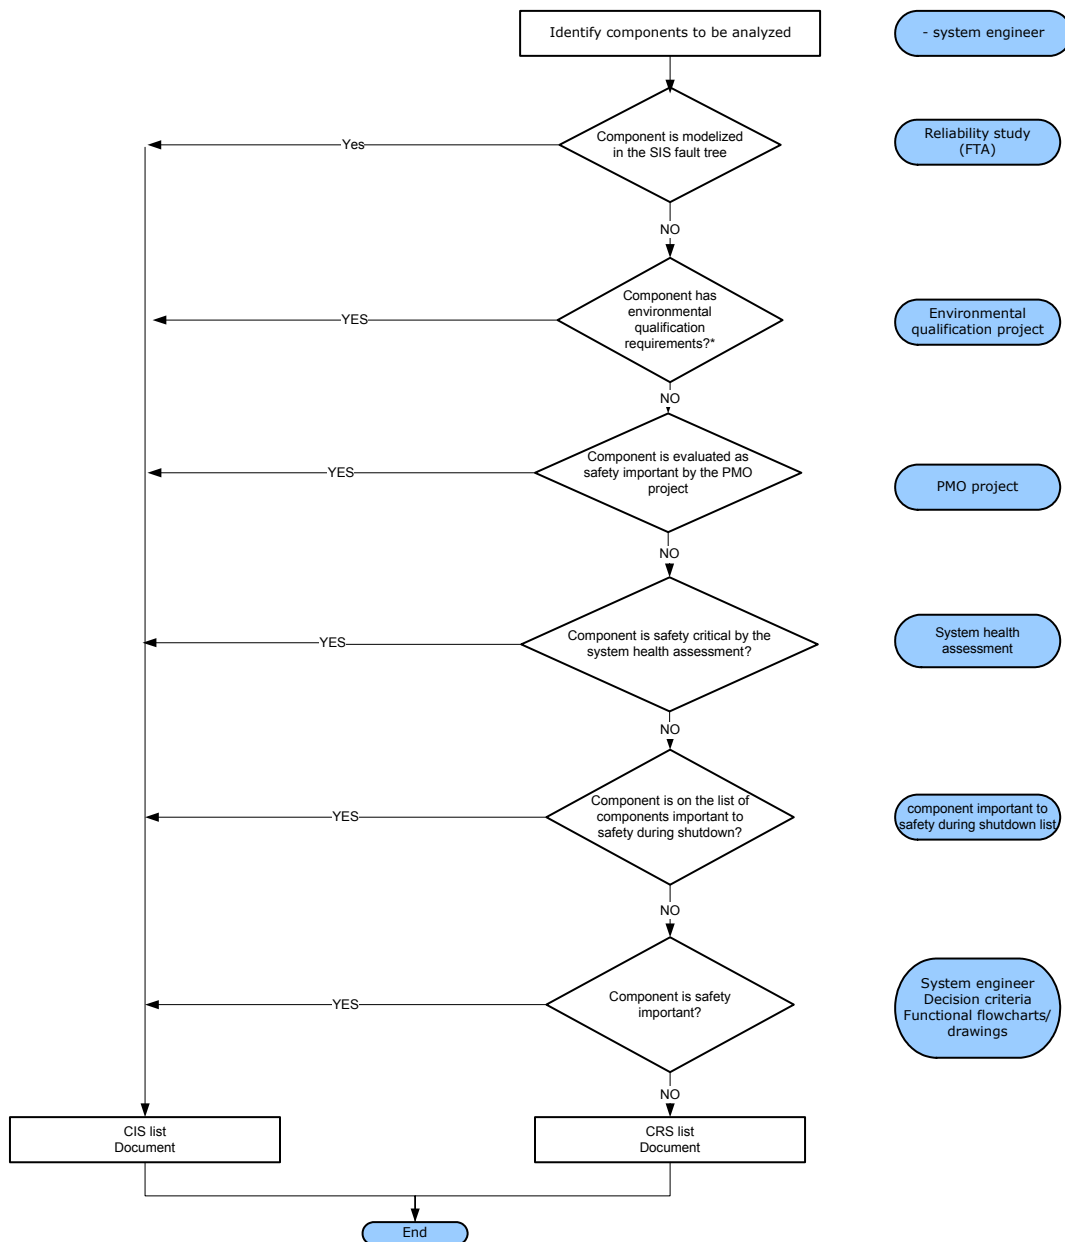 Identify components to be analyzed
- system engineer
Component is modelized
in the SIS fault tree
Yes
Reliability study
(FTA)
NO
Component has
environmental
qualification
requirements?*
YES
Environmental
qualification project
NO
Component is evaluated as
safety important by the PMO
project
YES
PMO project
NO
Component is safety critical by the
system health assessment?
YES
System health
assessment
NO
Component is on the list of
components important to
safety during shutdown?
YES
component important to
safety during shutdown list
NO
Component is safety
important?
YES
System engineer
Decision criteria
Functional flowcharts/
drawings
NO
CIS list
Document
CRS list
Document
End